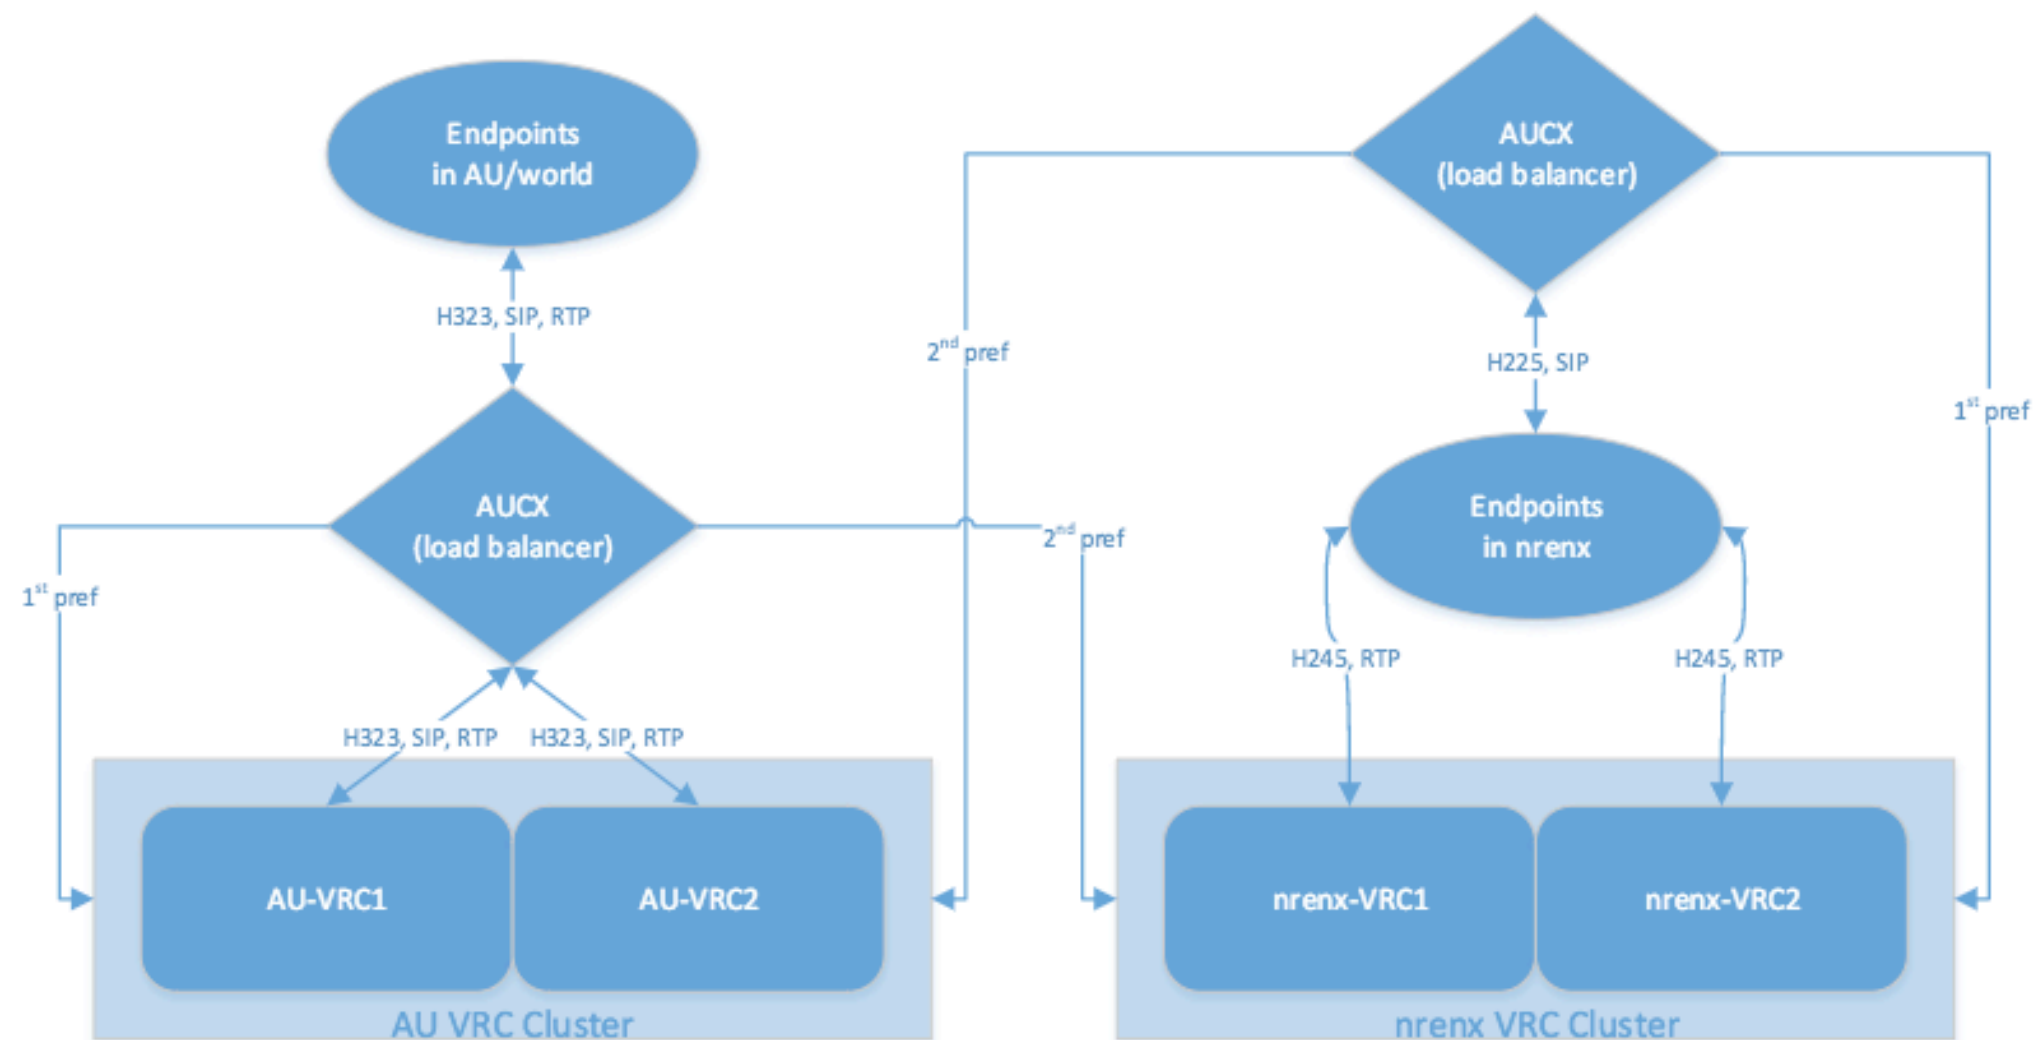 Endpoints
in AU/world
H323, SIP, RTP
AUCX
(load balancer)
1st pref
2nd pref
H323, SIP, RTP
H323, SIP, RTP
AU-VRC1
AU-VRC2
AU VRC Cluster
AUCX
(load balancer)
2nd pref
1st pref
H225, SIP
Endpoints
in nrenx
H245, RTP
H245, RTP
nrenx-VRC1
nrenx-VRC2
nrenx VRC Cluster